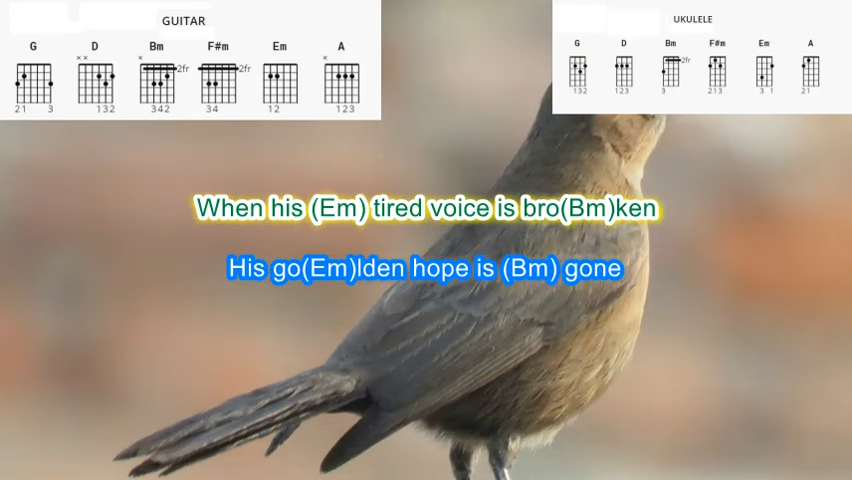 GUITAR
G D Bm F#m Em A
×× × ×
2fr 2fr
21 3 132 342 34 12 123
UKULELE
G D Bm F#m Em A
2fr
132 123 3 213 3 1 21
When his (Em) tired voice is bro(Bm)ken
His go(Em)lden hope is (Bm) gone